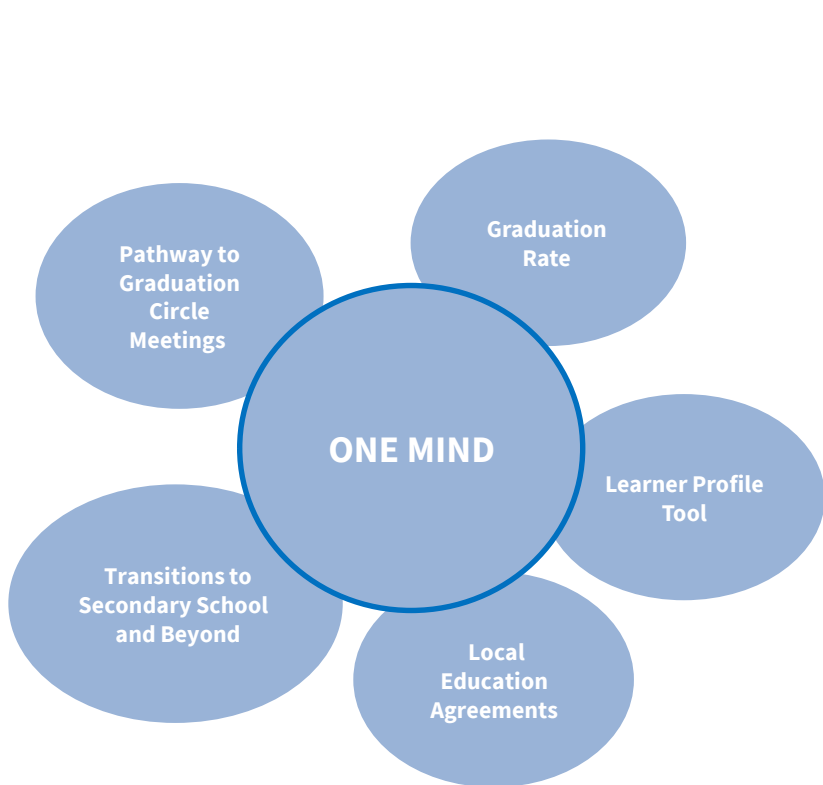 Graduation
Rate
Pathway to
Graduation
Circle
Meetings
ONE MIND
Learner Profile
Tool
Transitions to
Secondary School
and Beyond
Local
Education
Agreements